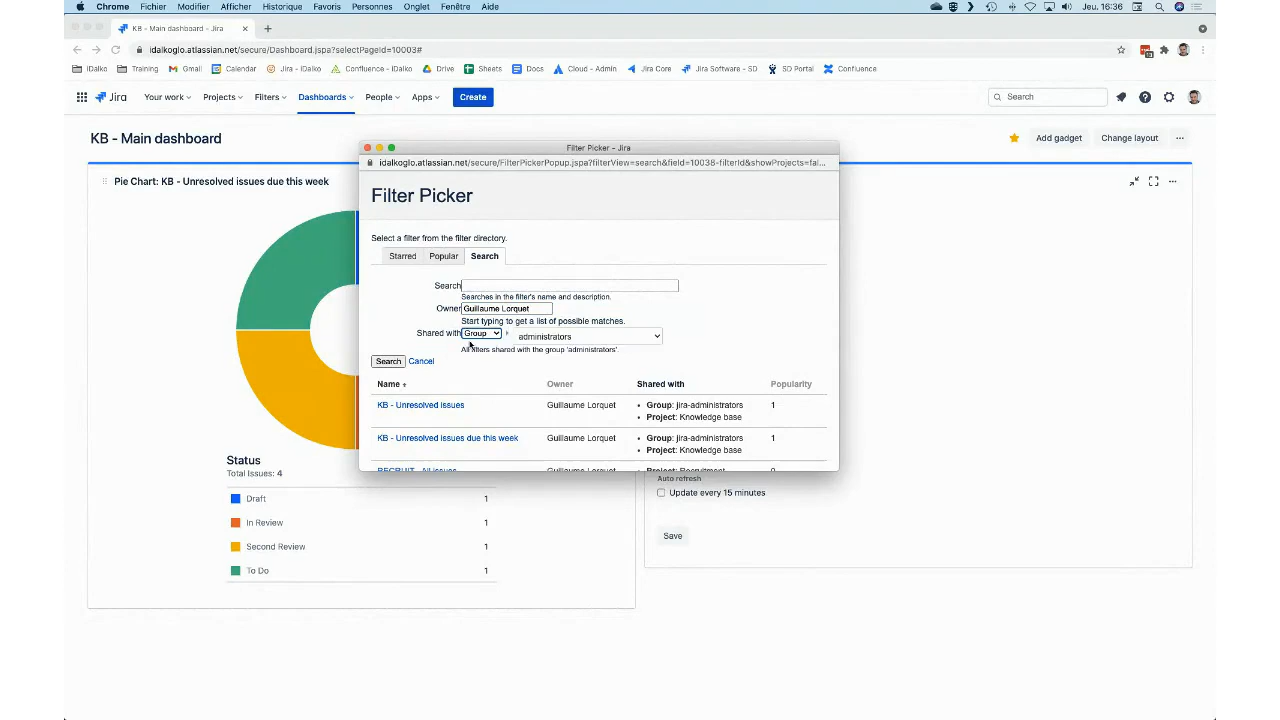 Chrome Fichier Modifier Afficher Historique Favoris Personnes Onglet Fenêtre Aide Jeu. 16:36
KB - Main dashboard - Jira
idalkoglo.atlassian.net/secure/Dashboard.jspa?selectPageId=10003#
iDalko Training Gmail Calendar Jira - iDalko Confluence - iDalko Drive Sheets Docs Cloud - Admin Jira Core Jira Software - SD SD Portal Confluence
Jira Your work Projects Filters Dashboards People Apps Create Search
KB - Main dashboard
Add gadget Change layout
Pie Chart: KB - Unresolved issues due this week
Filter Picker - Jira
idalkoglo.atlassian.net/secure/FilterPickerPopup.jspa?filterView=search&field=10038-filterId&showProjects=fal...
Filter Picker
Select a filter from the filter directory.
Starred Popular Search
Search
Searches in the filter's name and description.
Owner Guillaume Lorquet
Start typing to get a list of possible matches.
Shared with Group administrators
All filters shared with the group 'administrators'.
Search Cancel
Name Owner Shared with Popularity
KB - Unresolved issues Guillaume Lorquet • Group: jira-administrators 1
• Project: Knowledge base
KB - Unresolved issues due this week Guillaume Lorquet • Group: jira-administrators 1
• Project: Knowledge base
RECRUIT - All issues Guillaume Lorquet • Project: Recruitment 0
Status
Total Issues: 4
Draft 1
In Review 1
Second Review 1
To Do 1
Auto refresh
Update every 15 minutes
Save